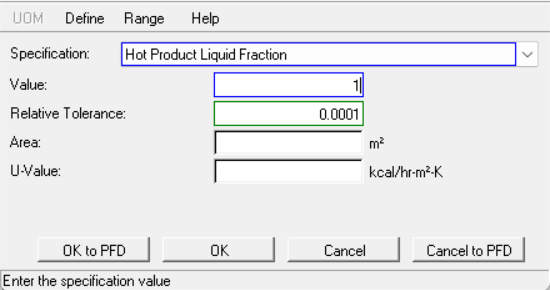 UOM Define Range Help
Specification: Hot Product Liquid Fraction
Value: 1
Relative Tolerance: 0.0001
Area: m²
U-Value: kcal/hr-m²-K
OK to PFD OK Cancel Cancel to PFD
Enter the specification value